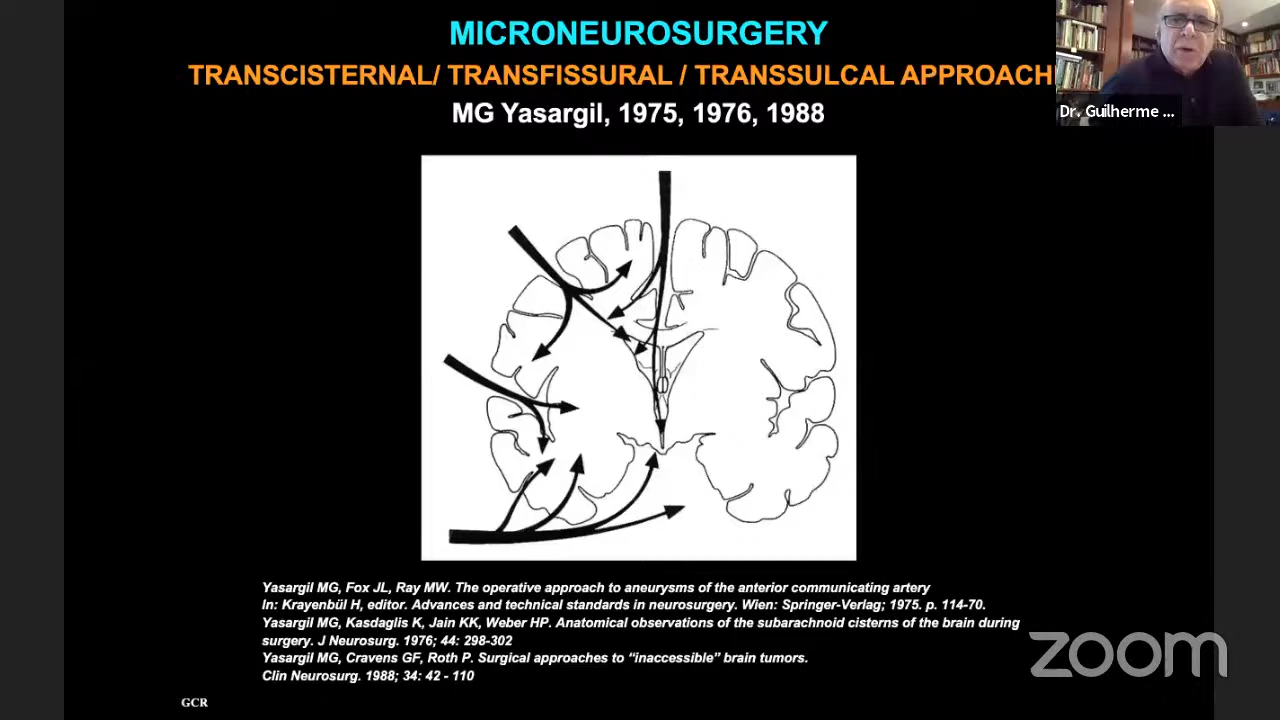 MICRONEUROSURGERY
TRANSCISTERNAL/ TRANSFISSURAL / TRANSSULCAL APPROACH
MG Yasargil, 1975, 1976, 1988
Dr. Guilherme ...
Yasargil MG, Fox JL, Ray MW. The operative approach to aneurysms of the anterior communicating artery
In: Krayenbül H, editor. Advances and technical standards in neurosurgery. Wien: Springer-Verlag; 1975. p. 114-70.
Yasargil MG, Kasdaglis K, Jain KK, Weber HP. Anatomical observations of the subarachnoid cisterns of the brain during
surgery. J Neurosurg. 1976; 44: 298-302
Yasargil MG, Cravens GF, Roth P. Surgical approaches to “inaccessible” brain tumors.
Clin Neurosurg. 1988; 34: 42 - 110
zoom
GCR